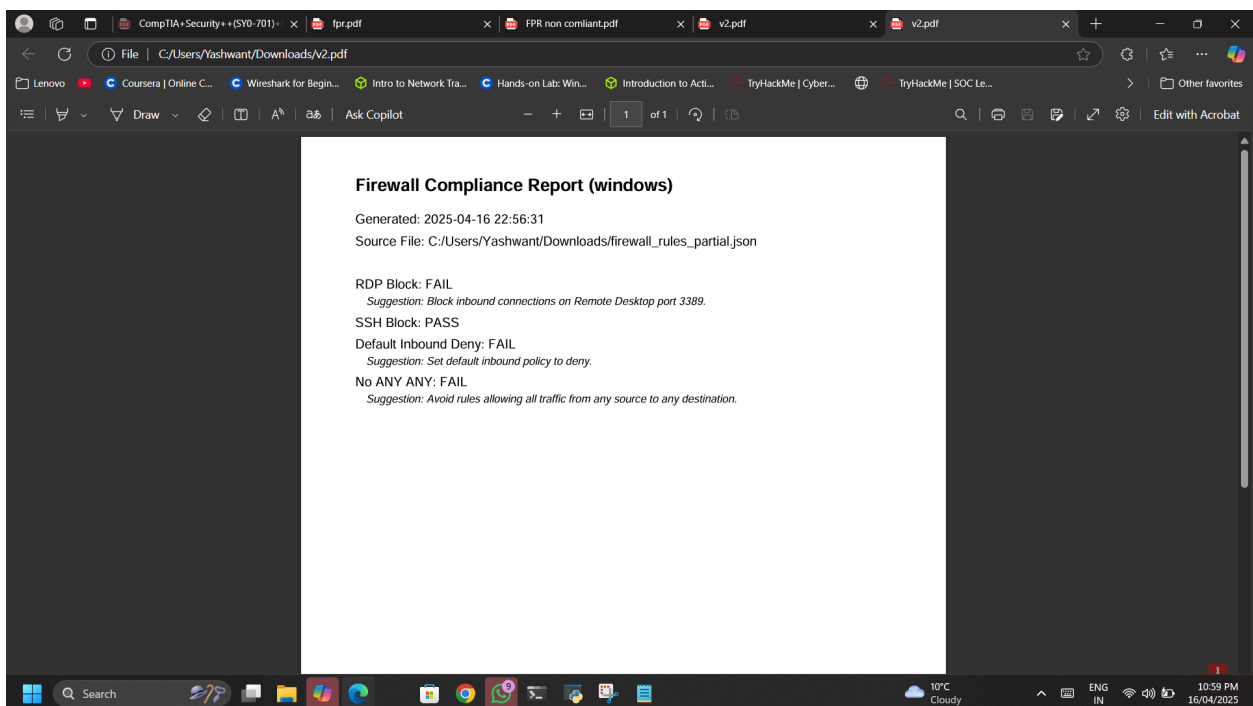 CompTIA+Security++(SY0-701)+
fpr.pdf
FPR non comliant.pdf
v2.pdf
v2.pdf
File
C:/Users/Yashwant/Downloads/v2.pdf
Lenovo
Coursera | Online C...
Wireshark for Begin...
Intro to Network Tra...
Hands-on Lab: Win...
Introduction to Acti...
TryHackMe | Cyber...
TryHackMe | SOC Le...
Other favorites
Draw
Ask Copilot
1
of 1
Edit with Acrobat
Firewall Compliance Report (windows)
Generated: 2025-04-16 22:56:31
Source File: C:/Users/Yashwant/Downloads/firewall_rules_partial.json
RDP Block: FAIL
Suggestion: Block inbound connections on Remote Desktop port 3389.
SSH Block: PASS
Default Inbound Deny: FAIL
Suggestion: Set default inbound policy to deny.
No ANY ANY: FAIL
Suggestion: Avoid rules allowing all traffic from any source to any destination.
Search
9
10°C
Cloudy
ENG
IN
10:59 PM
16/04/2025